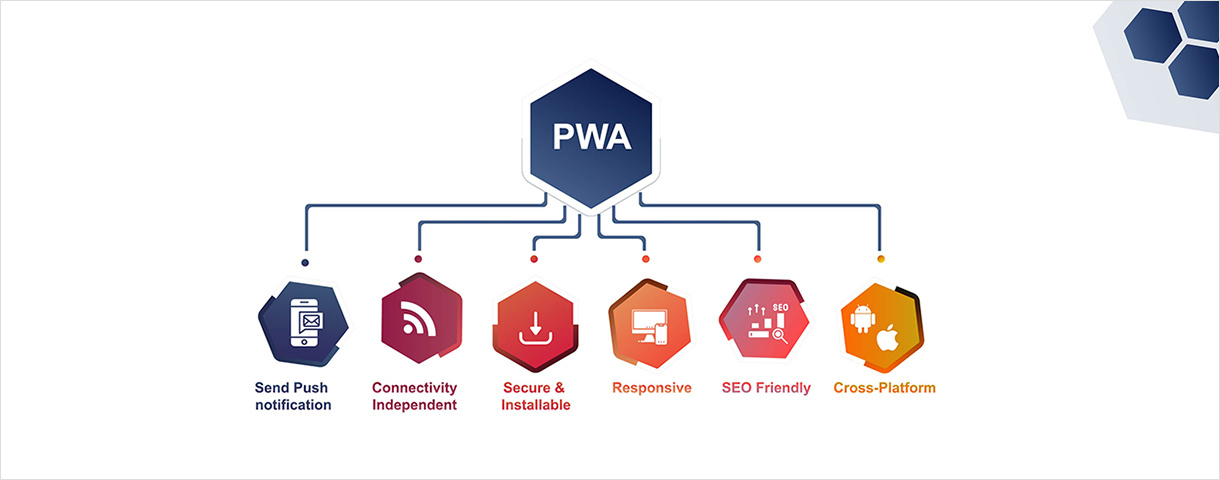 PWA
SEO
Send Push
notification
Connectivity
Independent
Secure &
Installable
Responsive
SEO Friendly
Cross-Platform